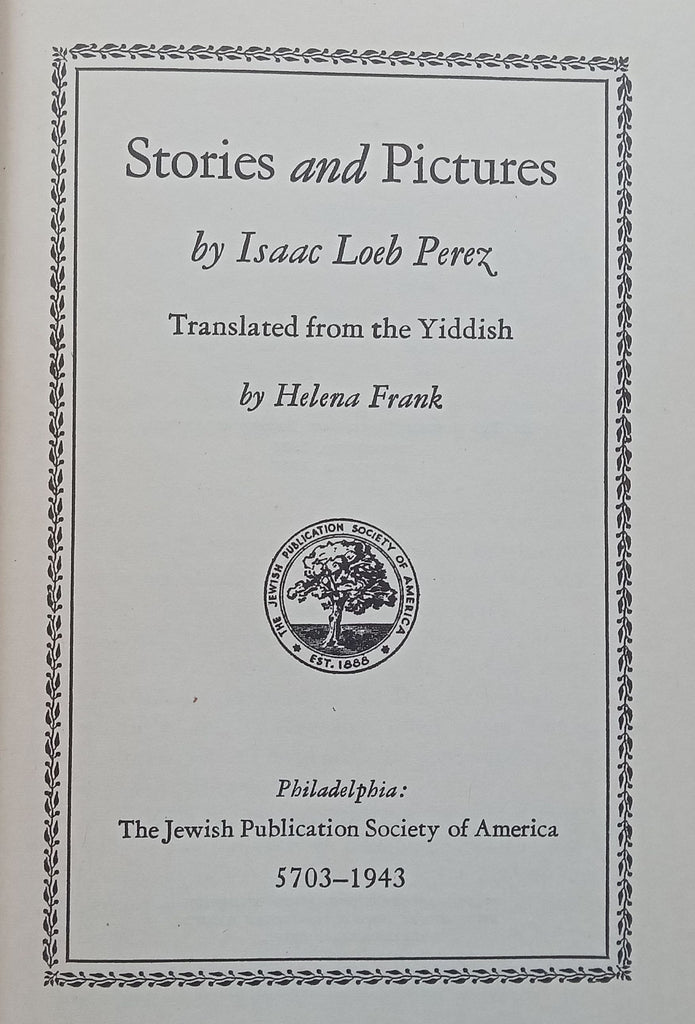 Stories and Pictures
by Isaac Loeb Perez
Translated from the Yiddish
by Helena Frank
THE JEWISH PUBLICATION SOCIETY OF AMERICA
EST. 1888
Philadelphia:
The Jewish Publication Society of America
5703–1943